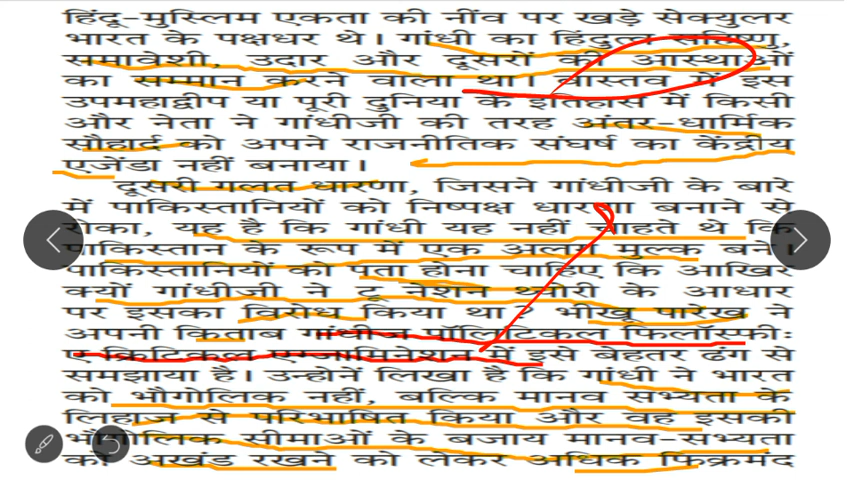 हिंदू-मुस्लिम एकता की नींव पर खड़े सेक्युलर
भारत के पक्षधर थे। गांधी का हिंदुत्व सहिष्णु,
समावेशी, उदार और दूसरों की आस्थाओं
का सम्मान करने वाला था। वास्तव में इस
उपमहाद्वीप या पूरी दुनिया के इतिहास में किसी
और नेता ने गांधीजी की तरह अंतर-धार्मिक
सौहार्द को अपने राजनीतिक संघर्ष का केंद्रीय
एजेंडा नहीं बनाया।
दूसरी गलत धारणा, जिसने गांधीजी के बारे
में पाकिस्तानियों को निष्पक्ष धारणा बनाने से
रोका, यह है कि गांधी यह नहीं चाहते थे कि
पाकिस्तान के रूप में एक अलग मुल्क बने।
पाकिस्तानियों को पता होना चाहिए कि आखिर
क्यों गांधीजी ने टू नेशन थ्योरी के आधार
पर इसका विरोध किया था? भीखू पारेख ने
अपनी किताब गांधीज पॉलिटिकल फिलॉस्फी:
ए क्रिटिकल एग्जामिनेशन में इसे बेहतर ढंग से
समझाया है। उन्होनें लिखा है कि गांधी ने भारत
को भौगोलिक नहीं, बल्कि मानव सभ्यता के
लिहाज से परिभाषित किया और वह इसकी
भौगोलिक सीमाओं के बजाय मानव-सभ्यता
को अखंड रखने को लेकर अधिक फिक्रमंद